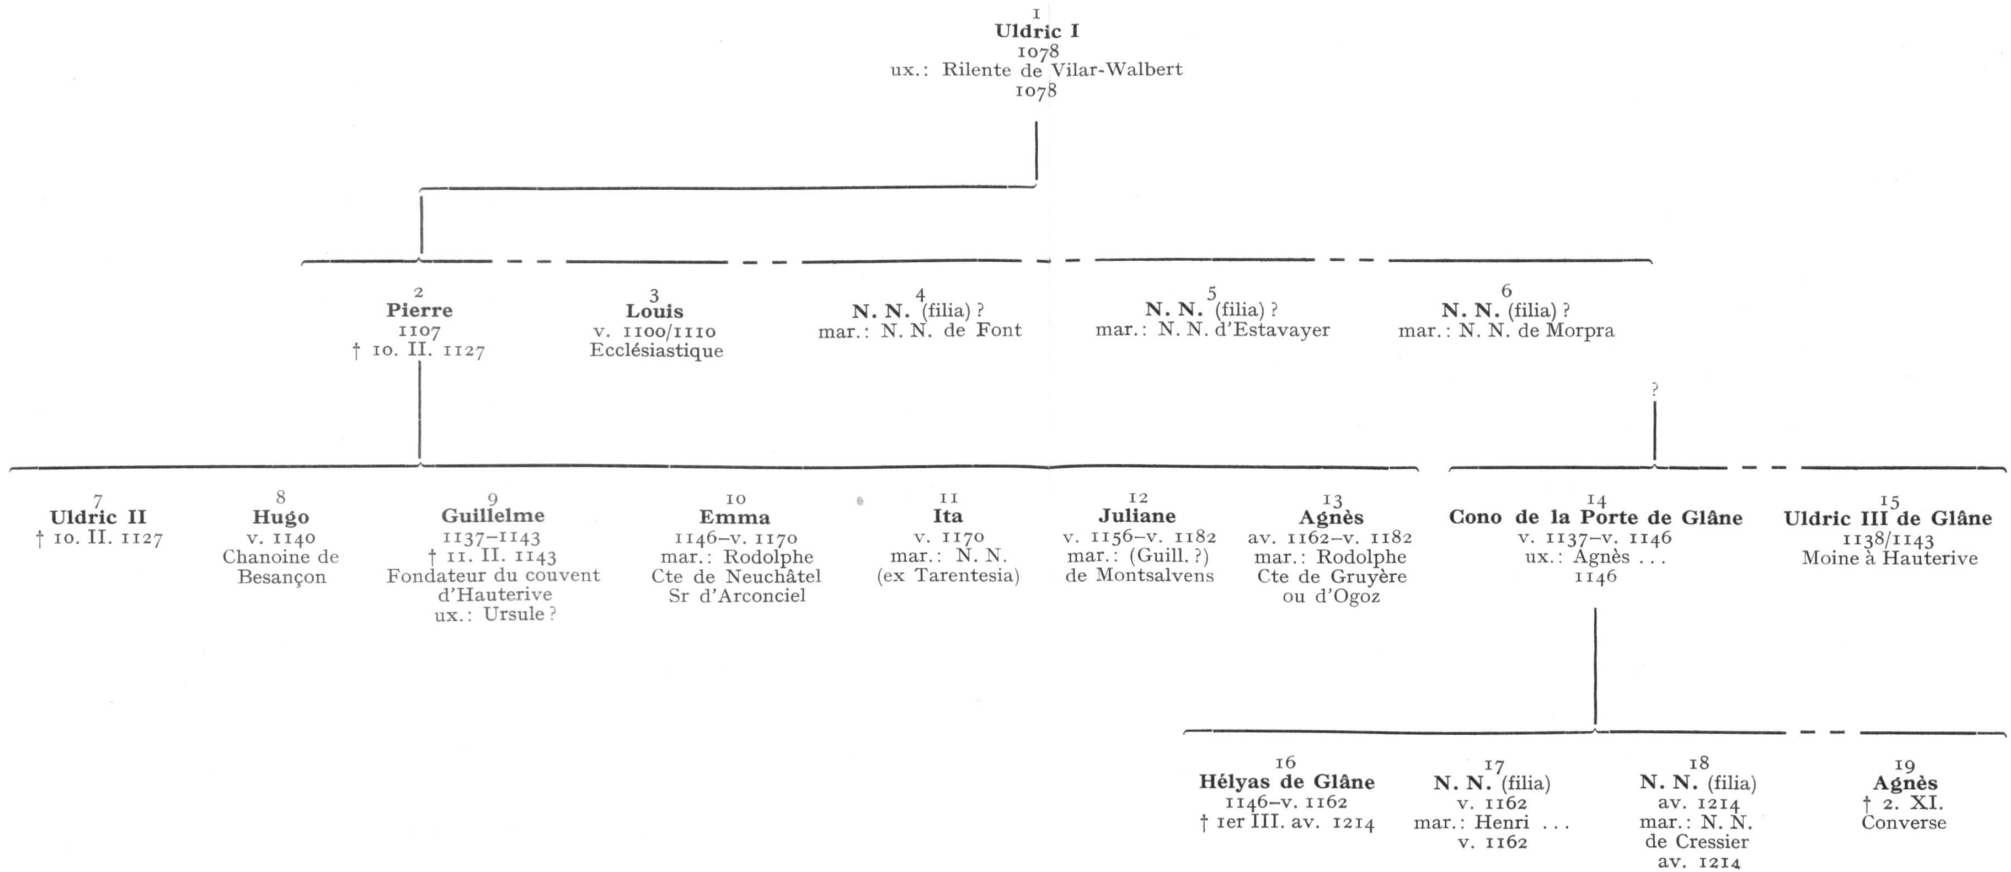 1
Uldric I
1078
ux.: Rilente de Vilar-Walbert
1078
2
Pierre
1107
† 10. II. 1127
3
Louis
v. 1100/1110
Ecclésiastique
4
N. N. (filia) ?
mar.: N. N. de Font
5
N. N. (filia) ?
mar.: N. N. d'Estavayer
6
N. N. (filia) ?
mar.: N. N. de Morpra
?
7
Uldric II
† 10. II. 1127
8
Hugo
v. 1140
Chanoine de
Besançon
9
Guillelme
1137–1143
† 11. II. 1143
Fondateur du couvent
d'Hauterive
ux.: Ursule ?
10
Emma
1146–v. 1170
mar.: Rodolphe
Cte de Neuchâtel
Sr d'Arconciel
11
Ita
v. 1170
mar.: N. N.
(ex Tarentesia)
12
Juliane
v. 1156–v. 1182
mar.: (Guill. ?)
de Montsalvens
13
Agnès
av. 1162–v. 1182
mar.: Rodolphe
Cte de Gruyère
ou d'Ogoz
14
Cono de la Porte de Glâne
v. 1137–v. 1146
ux.: Agnès ...
1146
15
Uldric III de Glâne
1138/1143
Moine à Hauterive
16
Hélyas de Glâne
1146–v. 1162
† 1er III. av. 1214
17
N. N. (filia)
v. 1162
mar.: Henri ...
v. 1162
18
N. N. (filia)
av. 1214
mar.: N. N.
de Cressier
av. 1214
19
Agnès
† 2. XI.
Converse